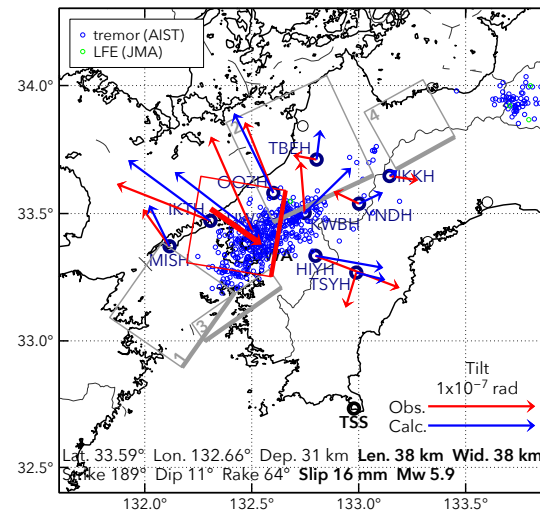 tremor (AIST)
LFE (JMA)
34.0°
33.5°
33.0°
32.5°
2
4
TBEH
OOZH
IKKH
IKTH
YNDH
KWBH
MISH
HIYH
TSYH
3
1
Tilt
1x10⁻⁷ rad
Obs.
Calc.
TSS
Lat. 33.59° Lon. 132.66° Dep. 31 km Len. 38 km Wid. 38 km
Strike 189° Dip 11° Rake 64° Slip 16 mm Mw 5.9
132.0° 132.5° 133.0° 133.5°